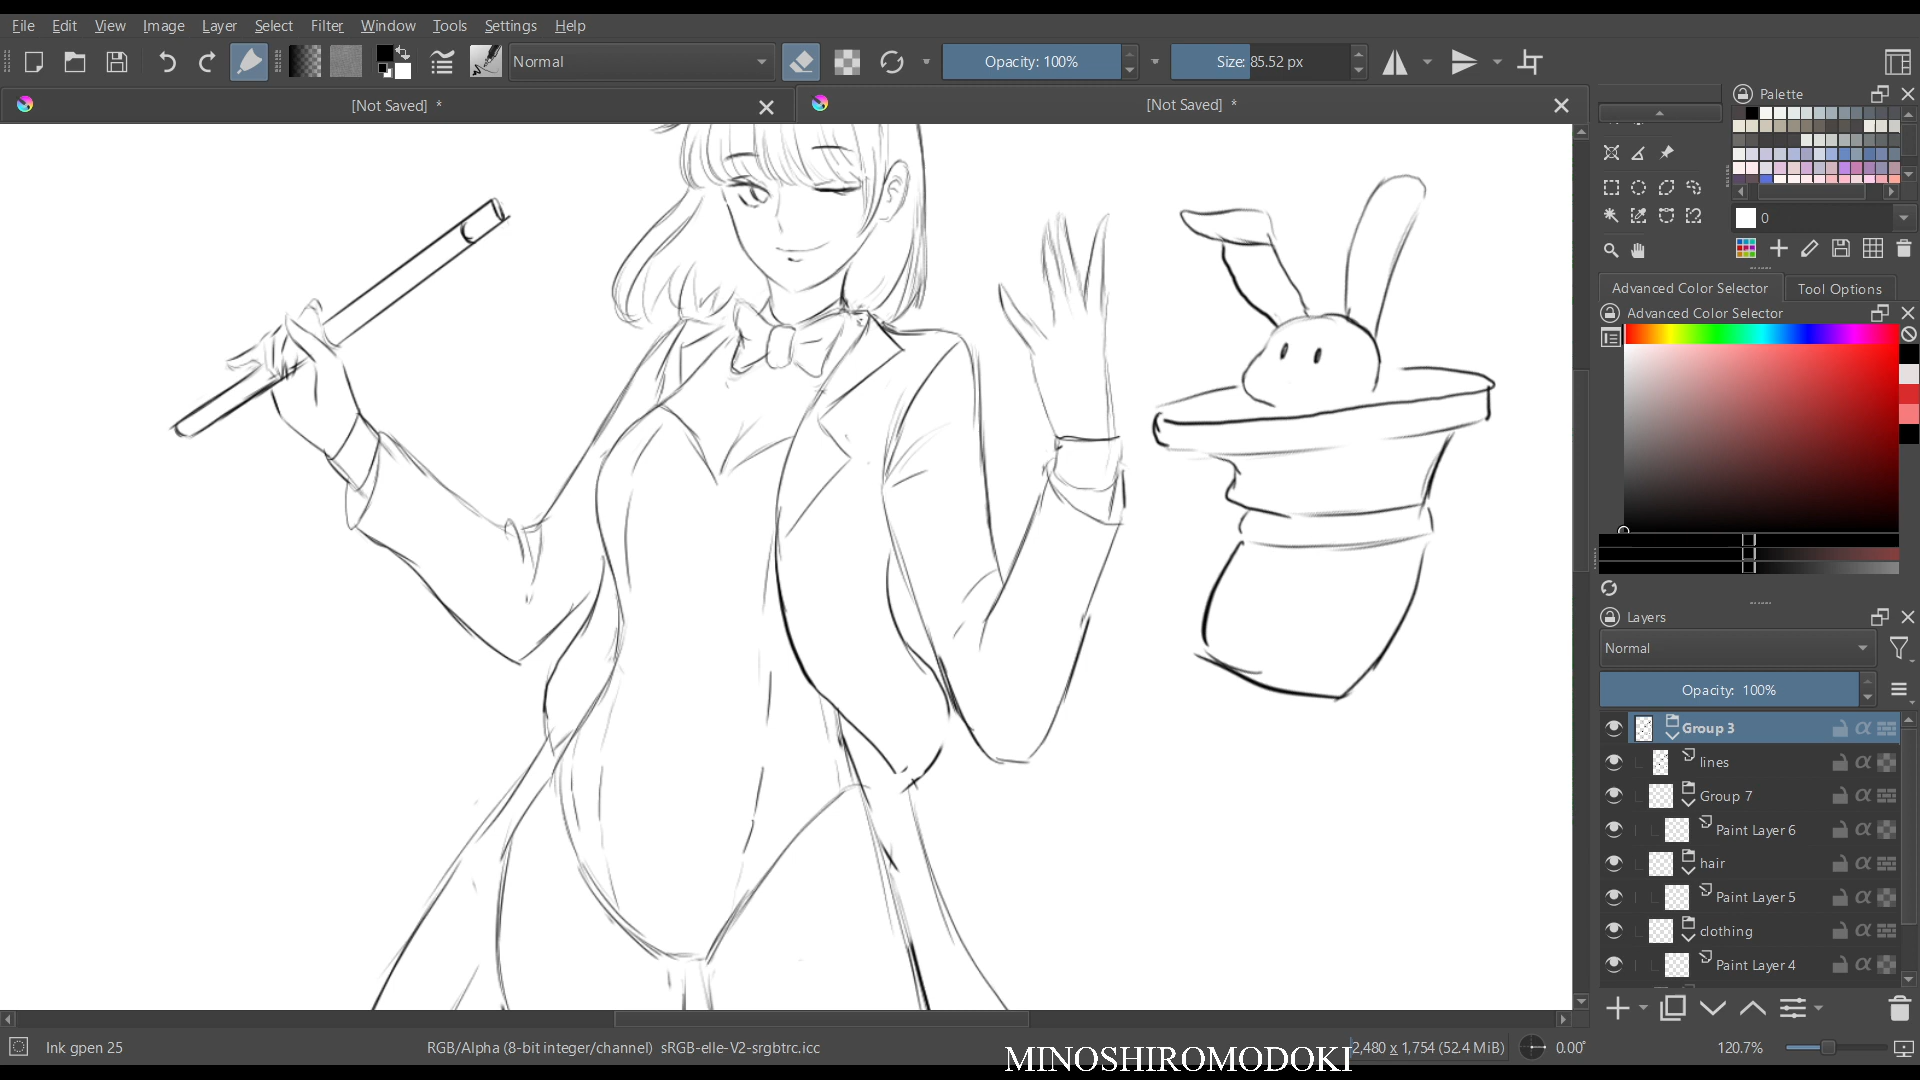 File Edit View Image Layer Select Filter Layer Window Tools Settings Help
Normal Opacity: 100% Size: 85.52 px
[Not Saved] * [Not Saved] *
Palette
0
Advanced Color Selector Tool Options
Advanced Color Selector
Layers
Normal
Opacity: 100%
Group 3
lines
Group 7
Paint Layer 6
hair
Paint Layer 5
clothing
Paint Layer 4
Ink gpen 25 RGB/Alpha (8-bit integer/channel) sRGB-elle-V2-srgbtrc.icc MINOSHIROMODOKI 2,480 x 1,754 (52.4 MiB) 0.00° 120.7%